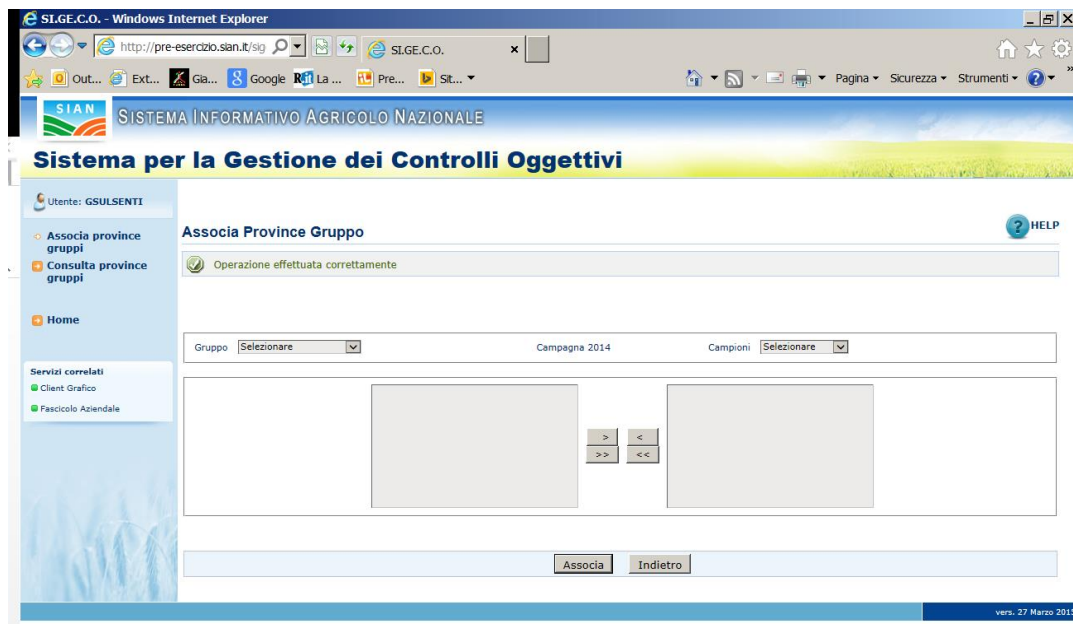 SI.GE.C.O. - Windows Internet Explorer
http://pre-esercizio.sian.it/sig
SI.GE.C.O.
Out... Ext... Gia... Google La ... Pre... Sit...
Pagina Sicurezza Strumenti
SIAN SISTEMA INFORMATIVO AGRICOLO NAZIONALE
Sistema per la Gestione dei Controlli Oggettivi
Utente: GSULSENTI
HELP
Associa province
gruppi
Consulta province
gruppi
Home
Servizi correlati
Client Grafico
Fascicolo Aziendale
Associa Province Gruppo
Operazione effettuata correttamente
Gruppo Selezionare Campagna 2014 Campioni Selezionare
> <
>> <<
Associa Indietro
vers. 27 Marzo